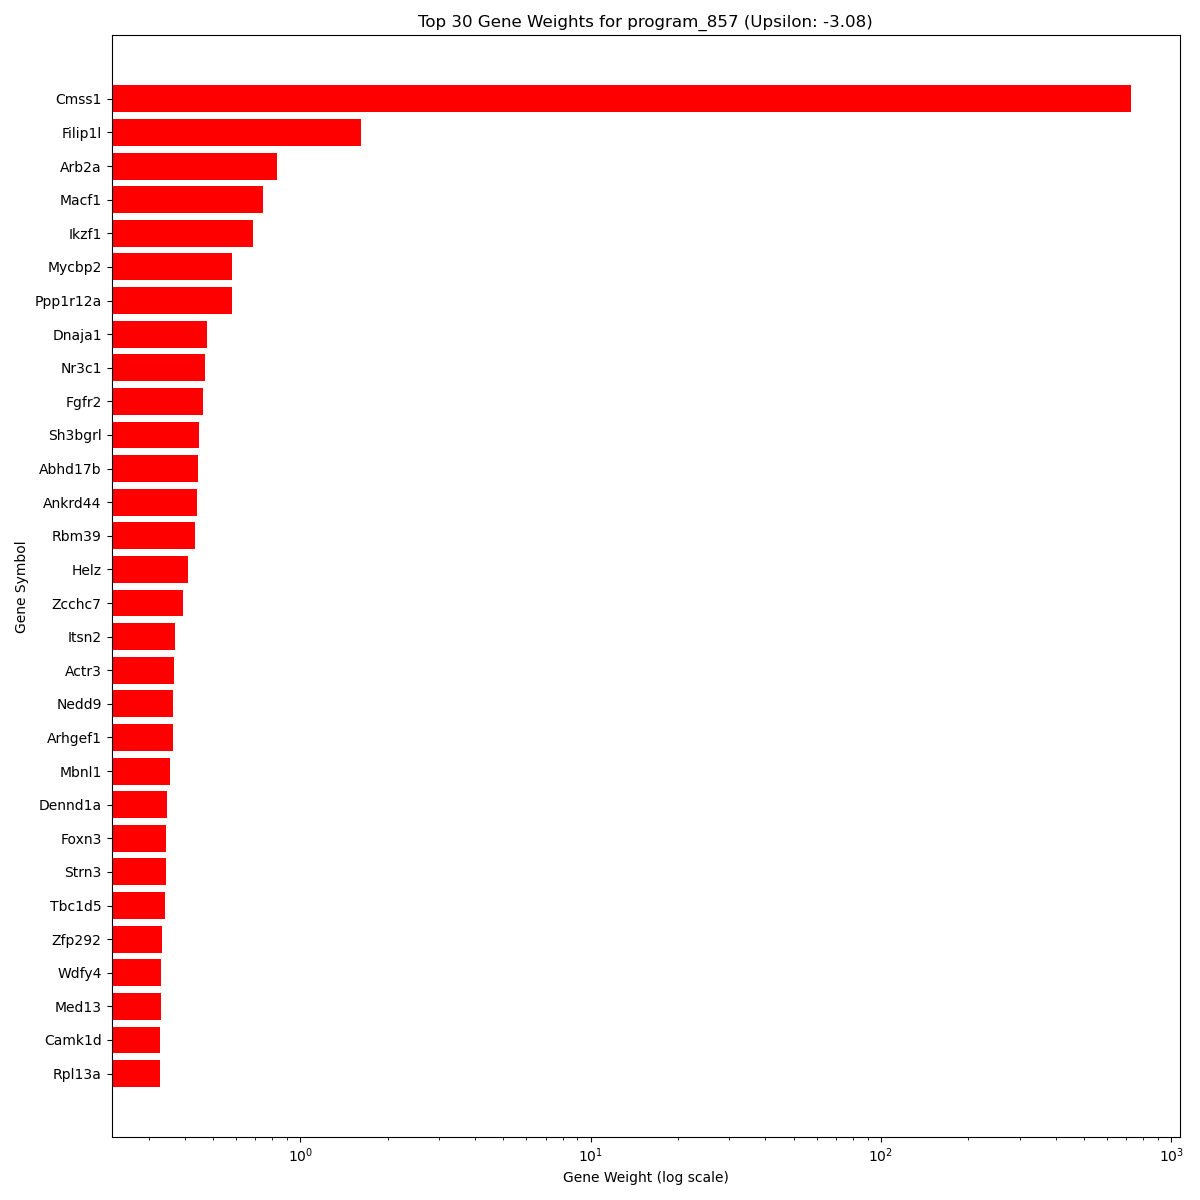 Top 30 Gene Weights for program_857 (Upsilon: -3.08)
Cmss1
Filip1l
Arb2a
Macf1
Ikzf1
Mycbp2
Ppp1r12a
Dnaja1
Nr3c1
Fgfr2
Sh3bgrl
Abhd17b
Ankrd44
Rbm39
Helz
Zcchc7
Itsn2
Actr3
Nedd9
Arhgef1
Mbnl1
Dennd1a
Foxn3
Strn3
Tbc1d5
Zfp292
Wdfy4
Med13
Camk1d
Rpl13a
Gene Symbol
10⁰ 10¹ 10² 10³
Gene Weight (log scale)